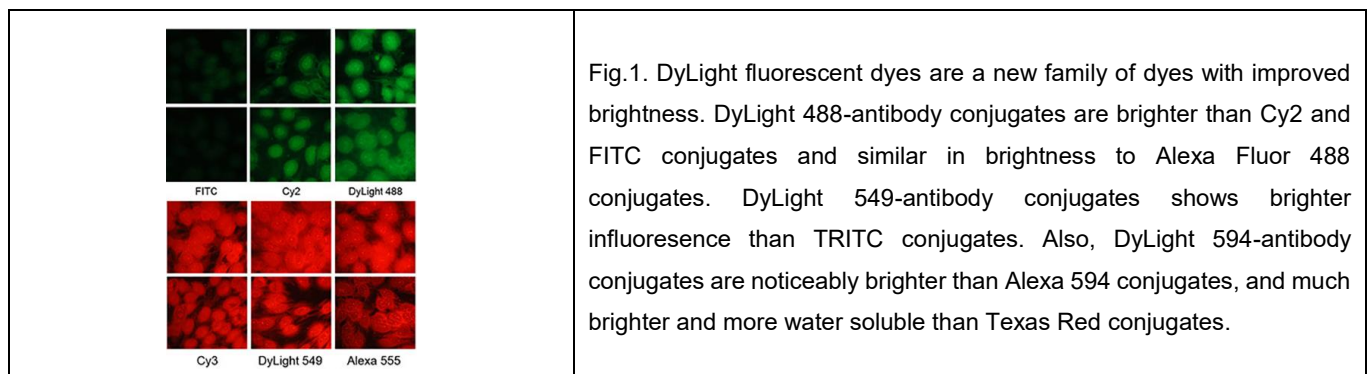 FITC Cy2 DyLight 488
Cy3 DyLight 549 Alexa 555
Fig.1. DyLight fluorescent dyes are a new family of dyes with improved
brightness. DyLight 488-antibody conjugates are brighter than Cy2 and
FITC conjugates and similar in brightness to Alexa Fluor 488
conjugates. DyLight 549-antibody conjugates shows brighter
influoresence than TRITC conjugates. Also, DyLight 594-antibody
conjugates are noticeably brighter than Alexa 594 conjugates, and much
brighter and more water soluble than Texas Red conjugates.